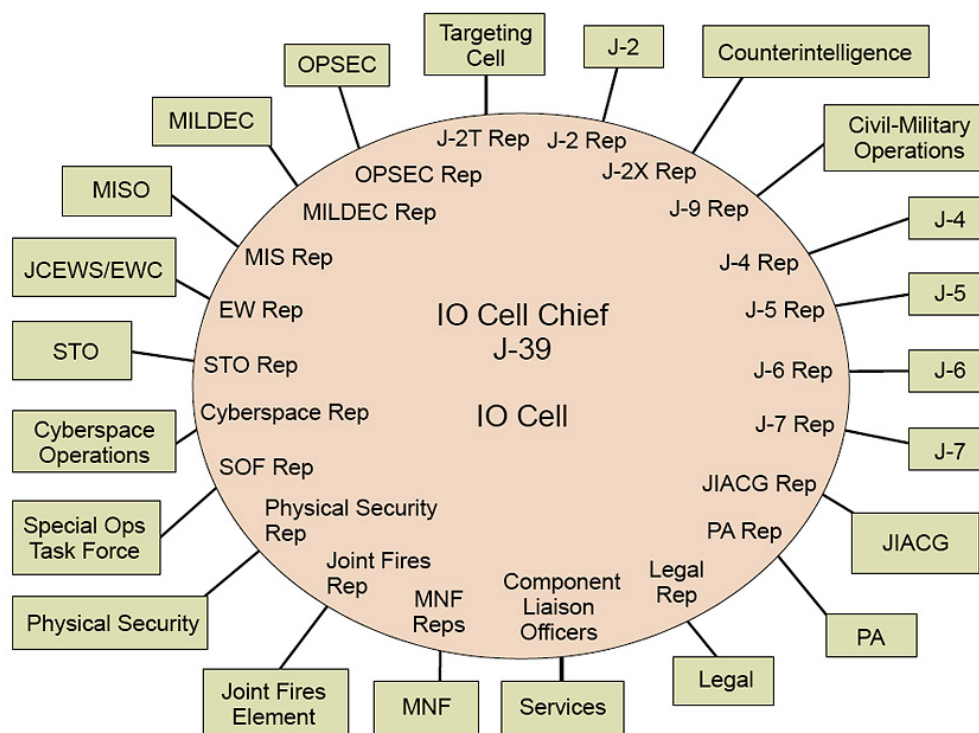 Targeting
Cell
J-2
Counterintelligence
OPSEC
MILDEC
Civil-Military
Operations
MISO
J-4
JCEWS/EWC
J-5
STO
J-6
Cyberspace
Operations
J-7
Special Ops
Task Force
JIACG
Physical Security
PA
Joint Fires
Element
MNF
Services
Legal
J-2T Rep
J-2 Rep
OPSEC Rep
J-2X Rep
MILDEC Rep
J-9 Rep
MIS Rep
J-4 Rep
EW Rep
J-5 Rep
IO Cell Chief
J-39
STO Rep
J-6 Rep
Cyberspace Rep
IO Cell
J-7 Rep
SOF Rep
JIACG Rep
Physical Security
Rep
PA Rep
Joint Fires
Rep
MNF
Reps
Component
Liaison
Officers
Legal
Rep